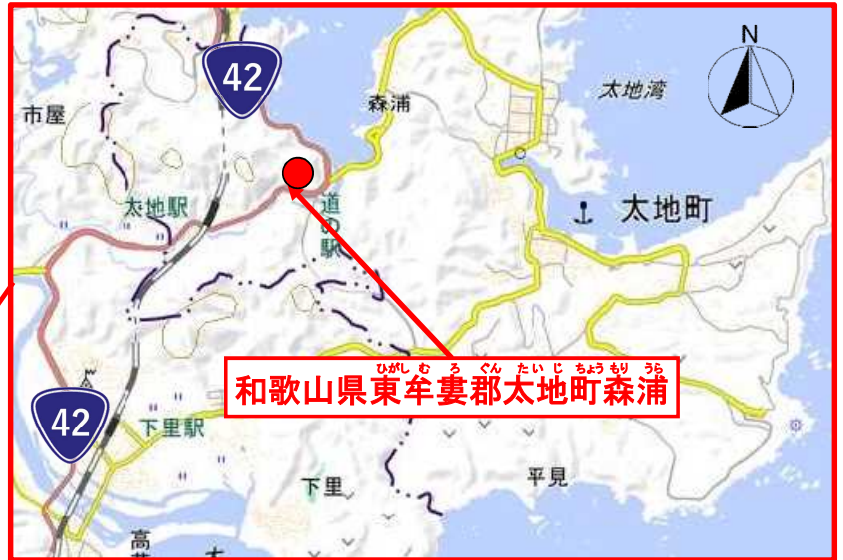 N
42
市屋
森浦
太地湾
太地駅
道の駅
太地町
ひがし む ろ ぐん たい じ ちょう もり うら
和歌山県東牟婁郡太地町森浦
42
下里駅
下里
平見
高